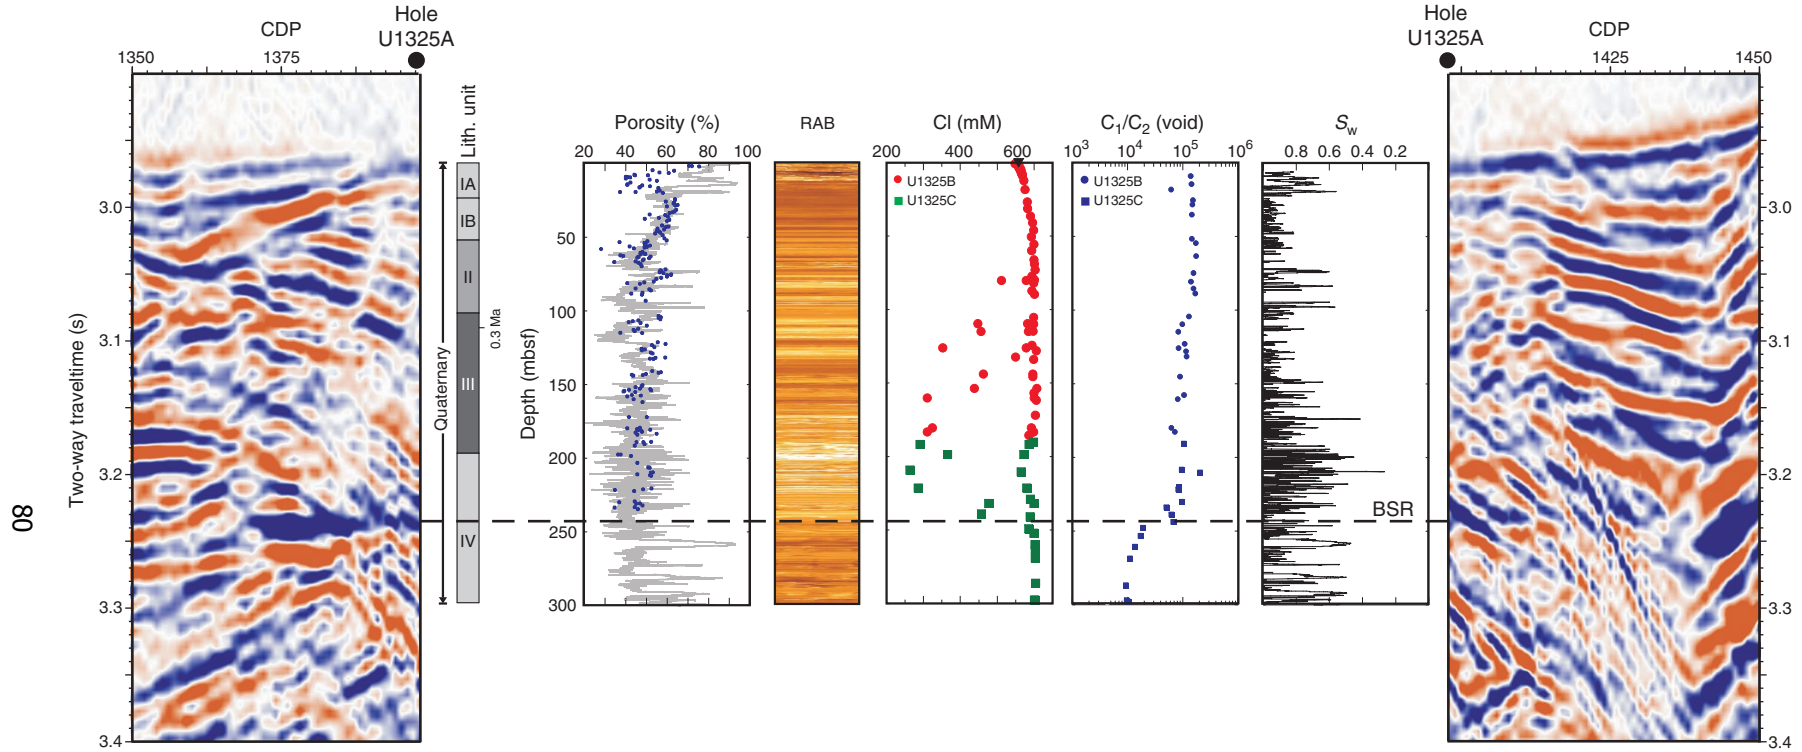 Hole
U1325A
CDP
1350 1375
Two-way traveltime (s)
3.0
3.1
3.2
3.3
3.4
80
Lith. unit
IA
IB
II
III
IV
Quaternary
0.3 Ma
Depth (mbsf)
50
100
150
200
250
300
Porosity (%)
20 40 60 80 100
RAB
Cl (mM)
200 400 600
U1325B
U1325C
C1/C2 (void)
10³ 10⁴ 10⁵ 10⁶
U1325B
U1325C
Sw
0.8 0.6 0.4 0.2
BSR
Hole
U1325A
CDP
1425 1450
3.0
3.1
3.2
3.3
3.4